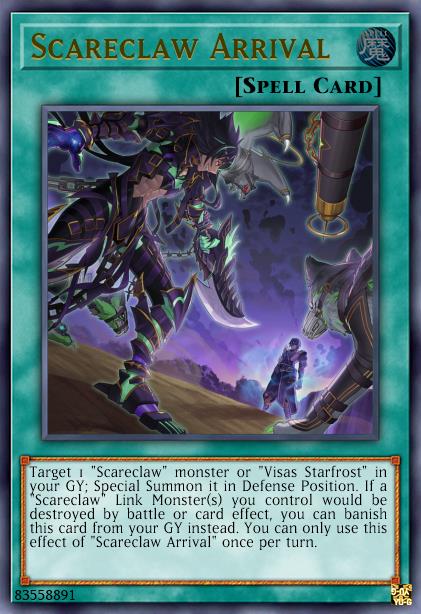 SCARECLAW ARRIVAL
魔
[SPELL CARD]
Target 1 "Scareclaw" monster or "Visas Starfrost" in
your GY; Special Summon it in Defense Position. If a
"Scareclaw" Link Monster(s) you control would be
destroyed by battle or card effect, you can banish
this card from your GY instead. You can only use this
effect of "Scareclaw Arrival" once per turn.
83558891